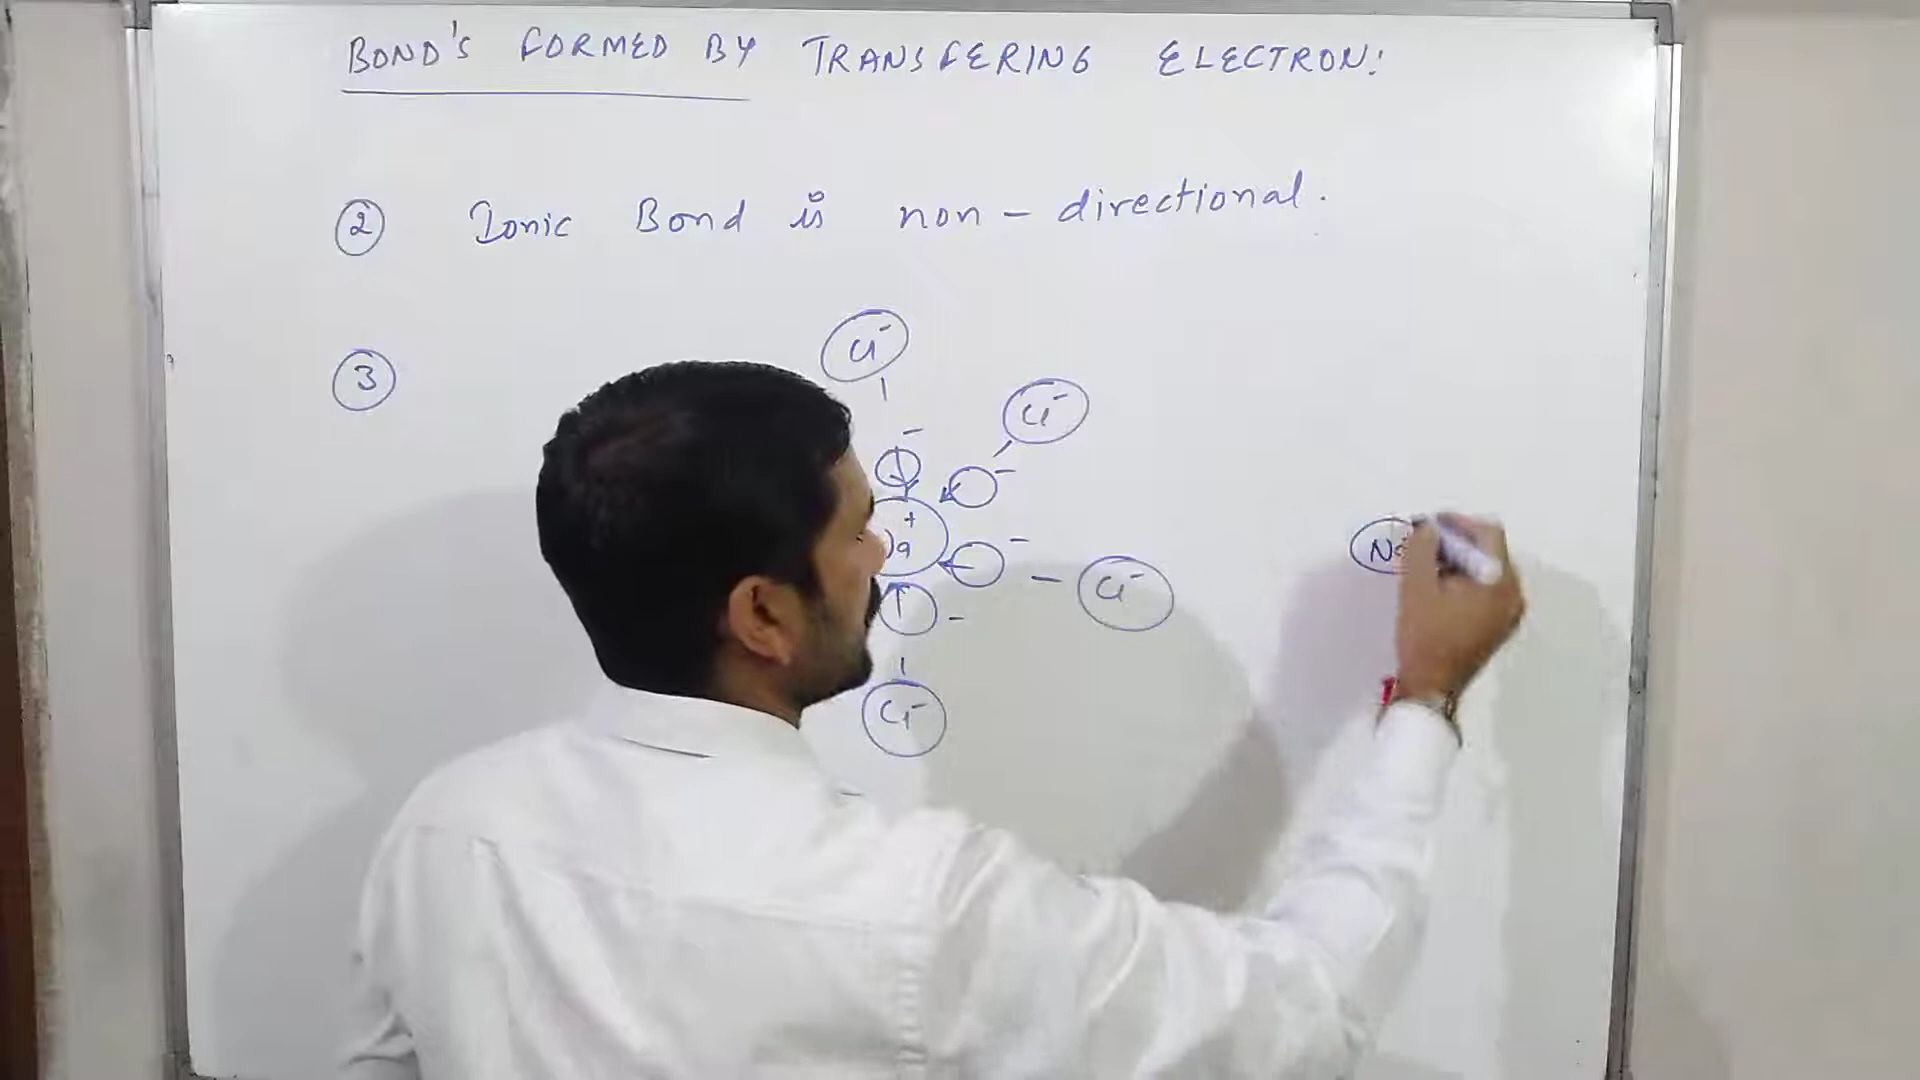 BOND'S FORMED BY TRANSFERING ELECTRON:
② Ionic Bond is non-directional.
③
Cl⁻
Cl⁻
-
-
+
-
Cl⁻
-
Cl⁻